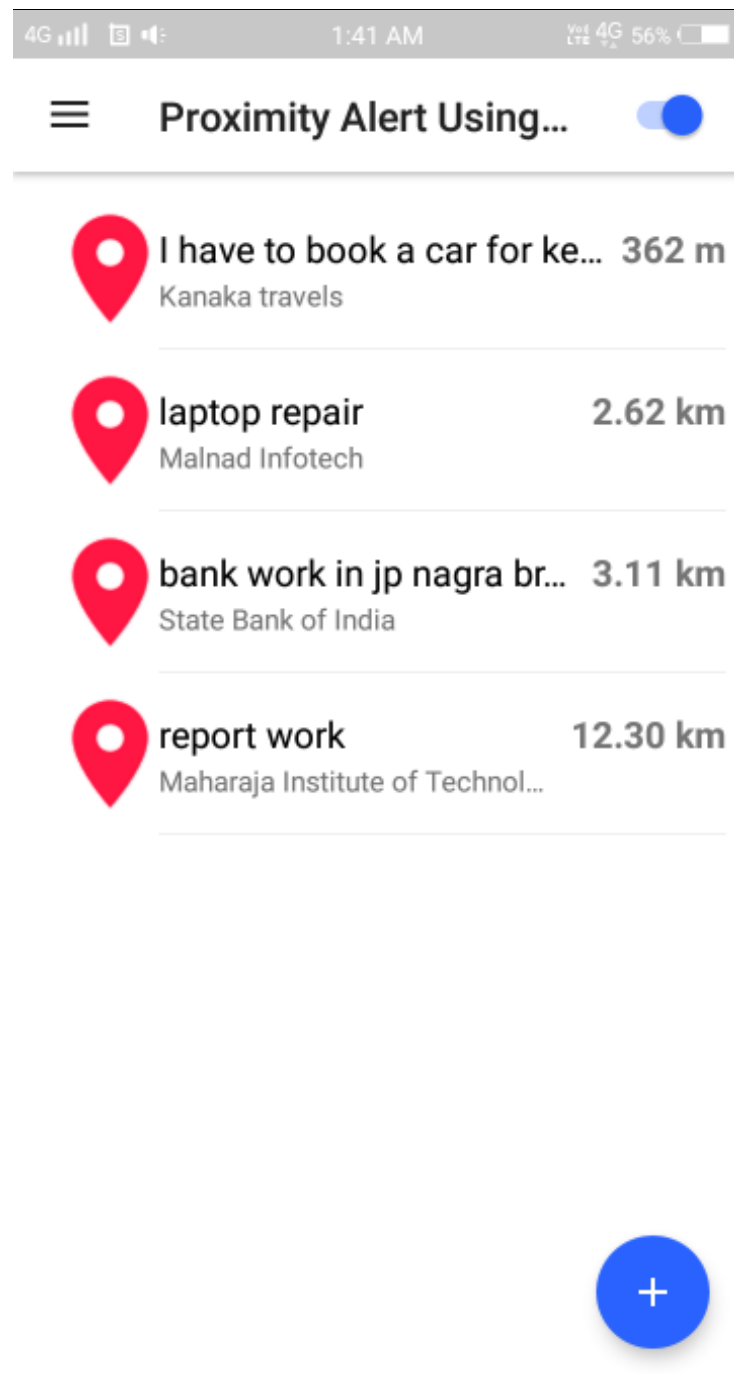 4G 1:41 AM VoI LTE 4G 56%
Proximity Alert Using...
I have to book a car for ke... 362 m
Kanaka travels
laptop repair 2.62 km
Malnad Infotech
bank work in jp nagra br... 3.11 km
State Bank of India
report work 12.30 km
Maharaja Institute of Technol...
+